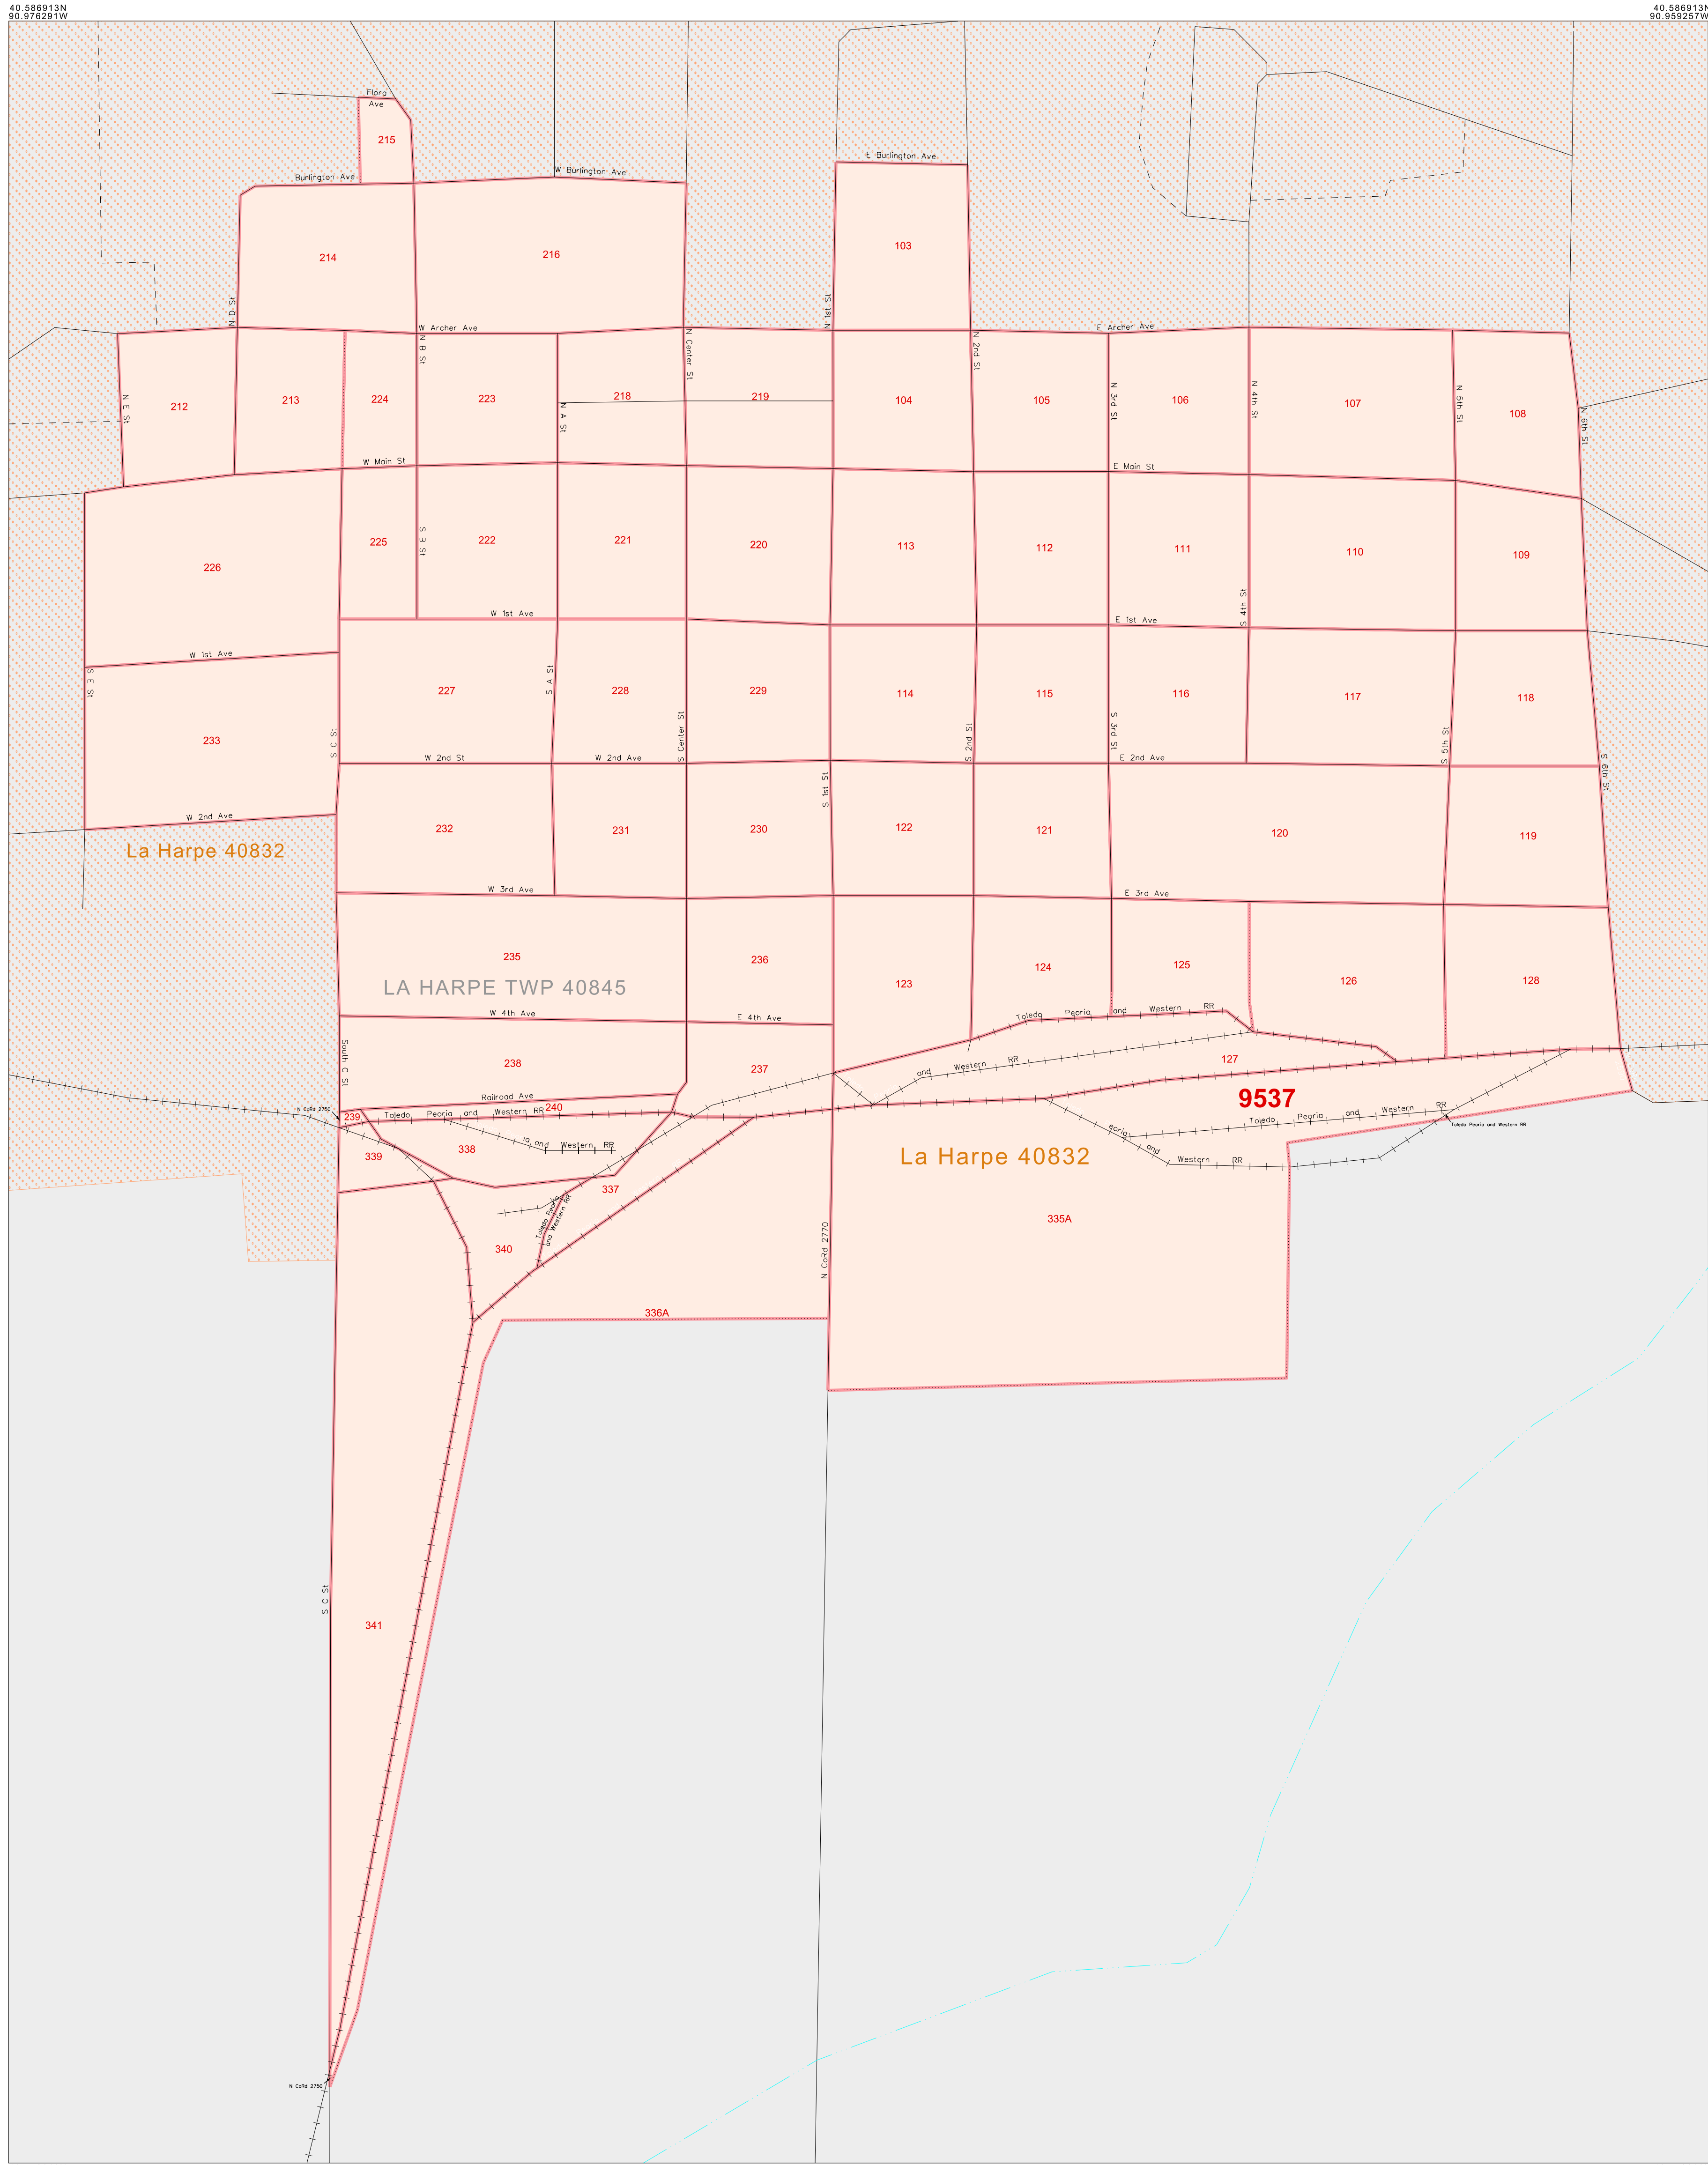 40.586913N
90.976291W
40.586913N
90.959257W
Flora
Ave
215
E Burlington Ave
W Burlington Ave
Burlington Ave
103
216
214
N D St
N 1st St
W Archer Ave
E Archer Ave
N B St
N Center St
N 2nd St
N E St
N A St
N 3rd St
N 4th St
N 5th St
N 6th St
212
213
224
223
218
219
104
105
106
107
108
W Main St
E Main St
S B St
226
225
222
221
220
113
112
111
110
109
S 4th St
W 1st Ave
E 1st Ave
W 1st Ave
S E St
S A St
S C St
S Center St
S 2nd St
S 3rd St
S 5th St
227
228
229
114
115
116
117
118
233
W 2nd St
W 2nd Ave
E 2nd Ave
S 6th St
S 1st St
W 2nd Ave
La Harpe 40832
232
231
230
122
121
120
119
W 3rd Ave
E 3rd Ave
235
236
123
124
125
126
128
LA HARPE TWP 40845
W 4th Ave
E 4th Ave
Toledo Peoria and Western RR
South C St
238
237
and Western RR
127
Railroad Ave
9537
N CoRd 2750
239
240
Toledo Peoria and Western RR
Toledo Peoria and Western RR
Toledo Peoria and Western RR
eoria and Western RR
338
ia and Western RR
339
La Harpe 40832
337
Toledo Peoria
and Western RR
335A
340
N CoRd 2770
336A
S C St
341
N CoRd 2750